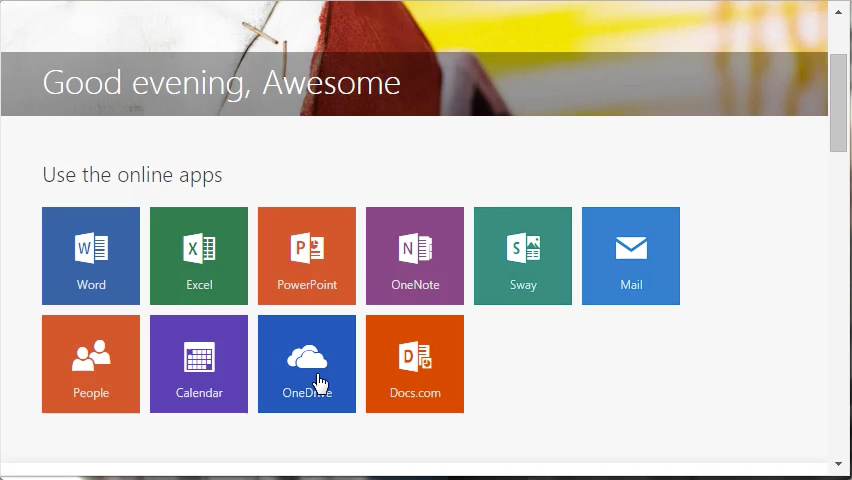 Good evening, Awesome
Use the online apps
Word
Excel
PowerPoint
OneNote
Sway
Mail
People
Calendar
OneDrive
Docs.com